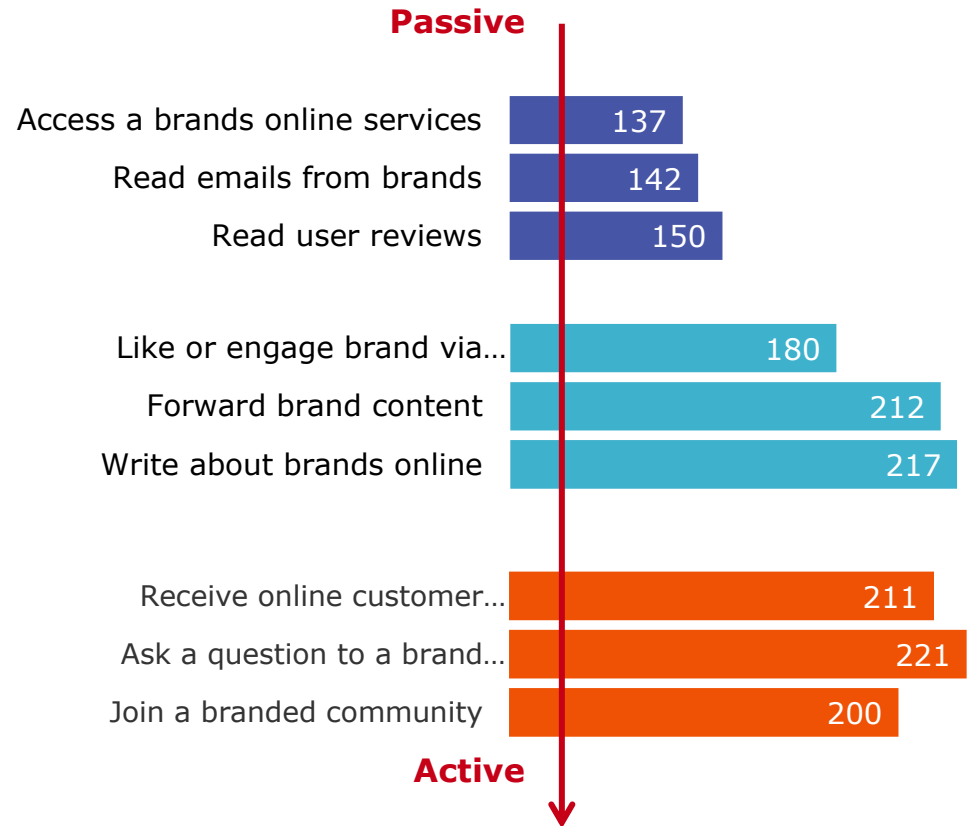 Passive
Access a brands online services 137
Read emails from brands 142
Read user reviews 150
Like or engage brand via… 180
Forward brand content 212
Write about brands online 217
Receive online customer… 211
Ask a question to a brand… 221
Join a branded community 200
Active